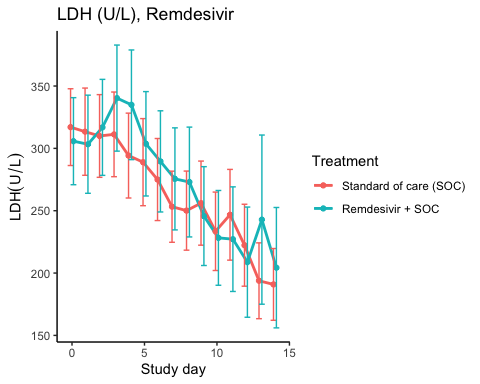 LDH (U/L), Remdesivir
LDH(U/L)
350
300
250
200
150
0
5
10
15
Study day
Treatment
Standard of care (SOC)
Remdesivir + SOC